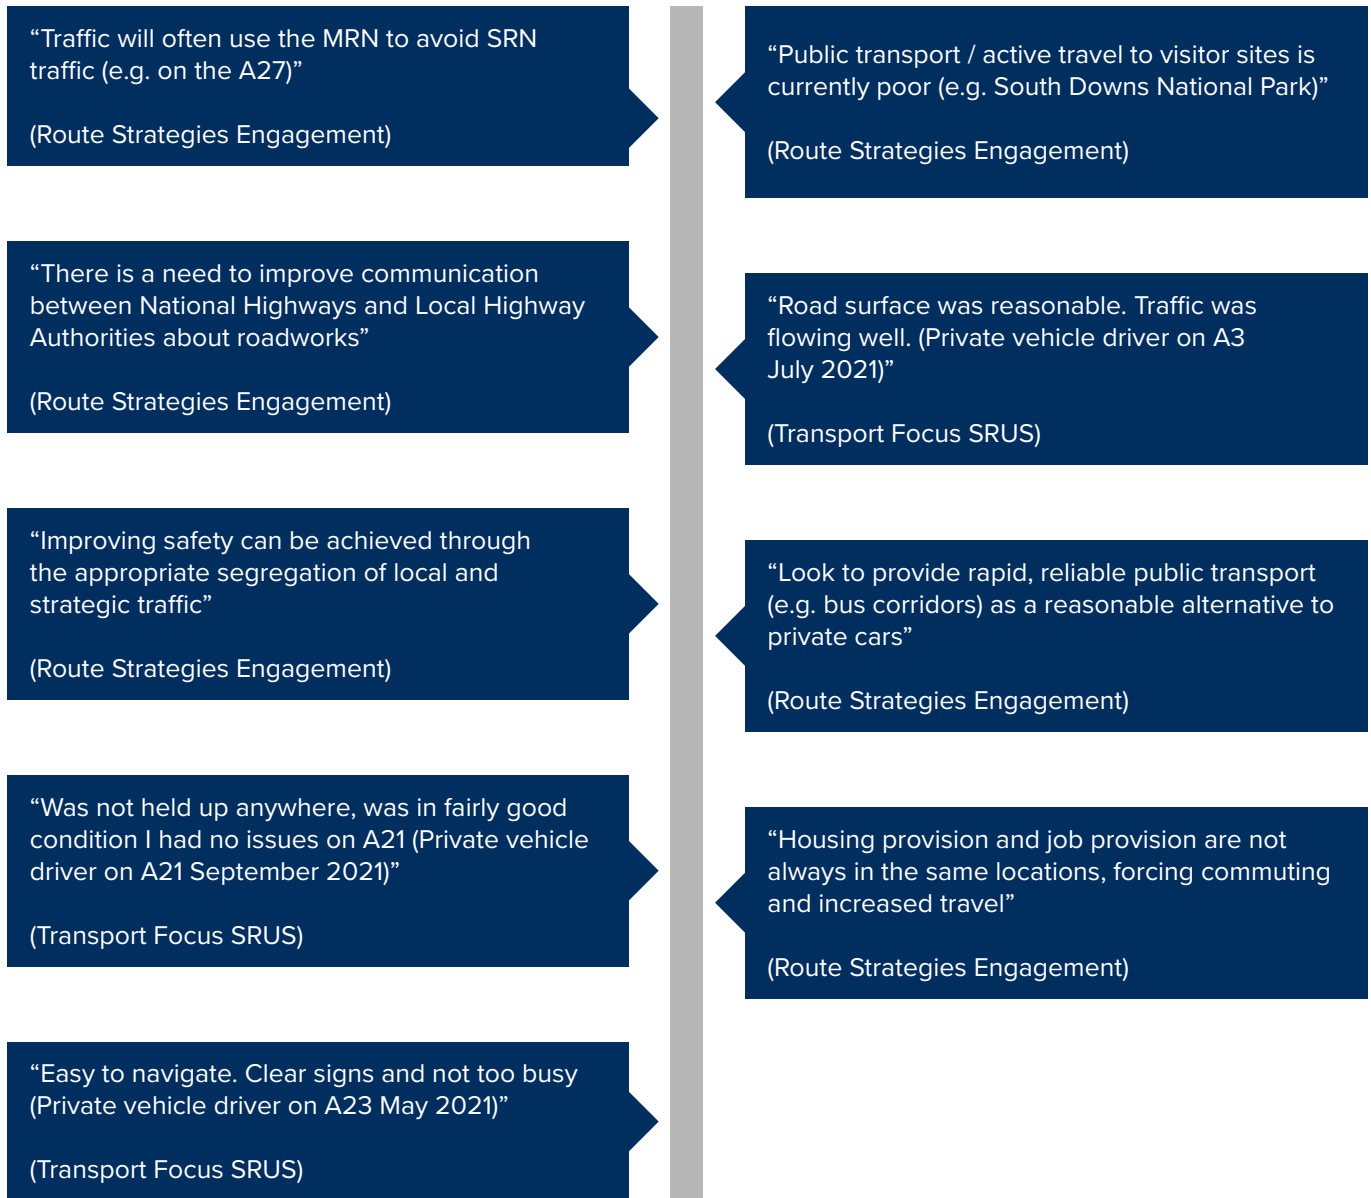 “Traffic will often use the MRN to avoid SRN
traffic (e.g. on the A27)”
(Route Strategies Engagement)
“Public transport / active travel to visitor sites is
currently poor (e.g. South Downs National Park)”
(Route Strategies Engagement)
“There is a need to improve communication
between National Highways and Local Highway
Authorities about roadworks”
(Route Strategies Engagement)
“Road surface was reasonable. Traffic was
flowing well. (Private vehicle driver on A3
July 2021)”
(Transport Focus SRUS)
“Improving safety can be achieved through
the appropriate segregation of local and
strategic traffic”
(Route Strategies Engagement)
“Look to provide rapid, reliable public transport
(e.g. bus corridors) as a reasonable alternative to
private cars”
(Route Strategies Engagement)
“Was not held up anywhere, was in fairly good
condition I had no issues on A21 (Private vehicle
driver on A21 September 2021)”
(Transport Focus SRUS)
“Housing provision and job provision are not
always in the same locations, forcing commuting
and increased travel”
(Route Strategies Engagement)
“Easy to navigate. Clear signs and not too busy
(Private vehicle driver on A23 May 2021)”
(Transport Focus SRUS)